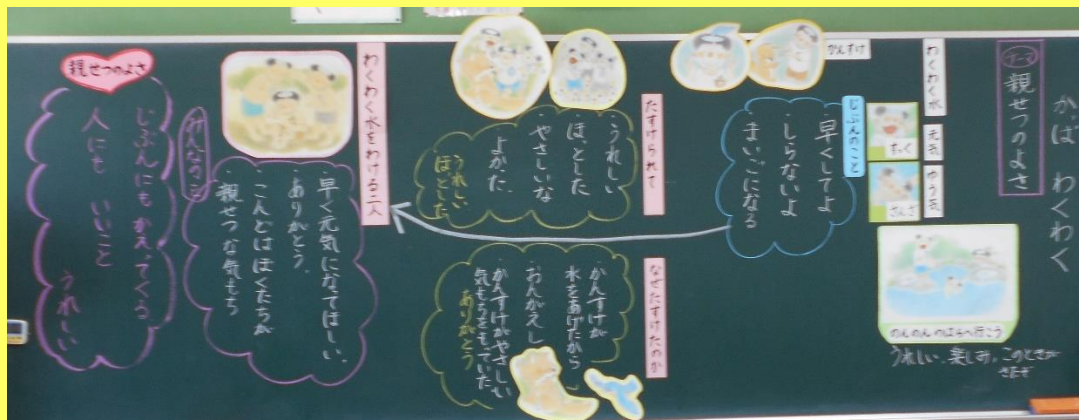 かっぱ わくわく
テーマ
親せつのよさ
わくわく水
元気
ゆう気
さんぞ
のんのんのはらへ行こう
うれしい、楽しみ。このときが
かんすけ
じぶんのこと
早くしてよ
しらないよ
まいごになる
たすけられて
・うれしい
・ほっとした
・やさしいな
・よかった。
うれしい
ほっとした
なぜたすけたのか
・かんすけが
水をあげたから
・おんがえし
・かんすけがやさしい
気もちをもっていた
ありがとう
わくわく水をわける二人
みんなのこと
・早く元気になってほしい。
・ありがとう。
・こんどはぼくたちが
・親せつな気もち
親せつのよさ
じぶんにもかえってくる
人にも いいこと
うれしい